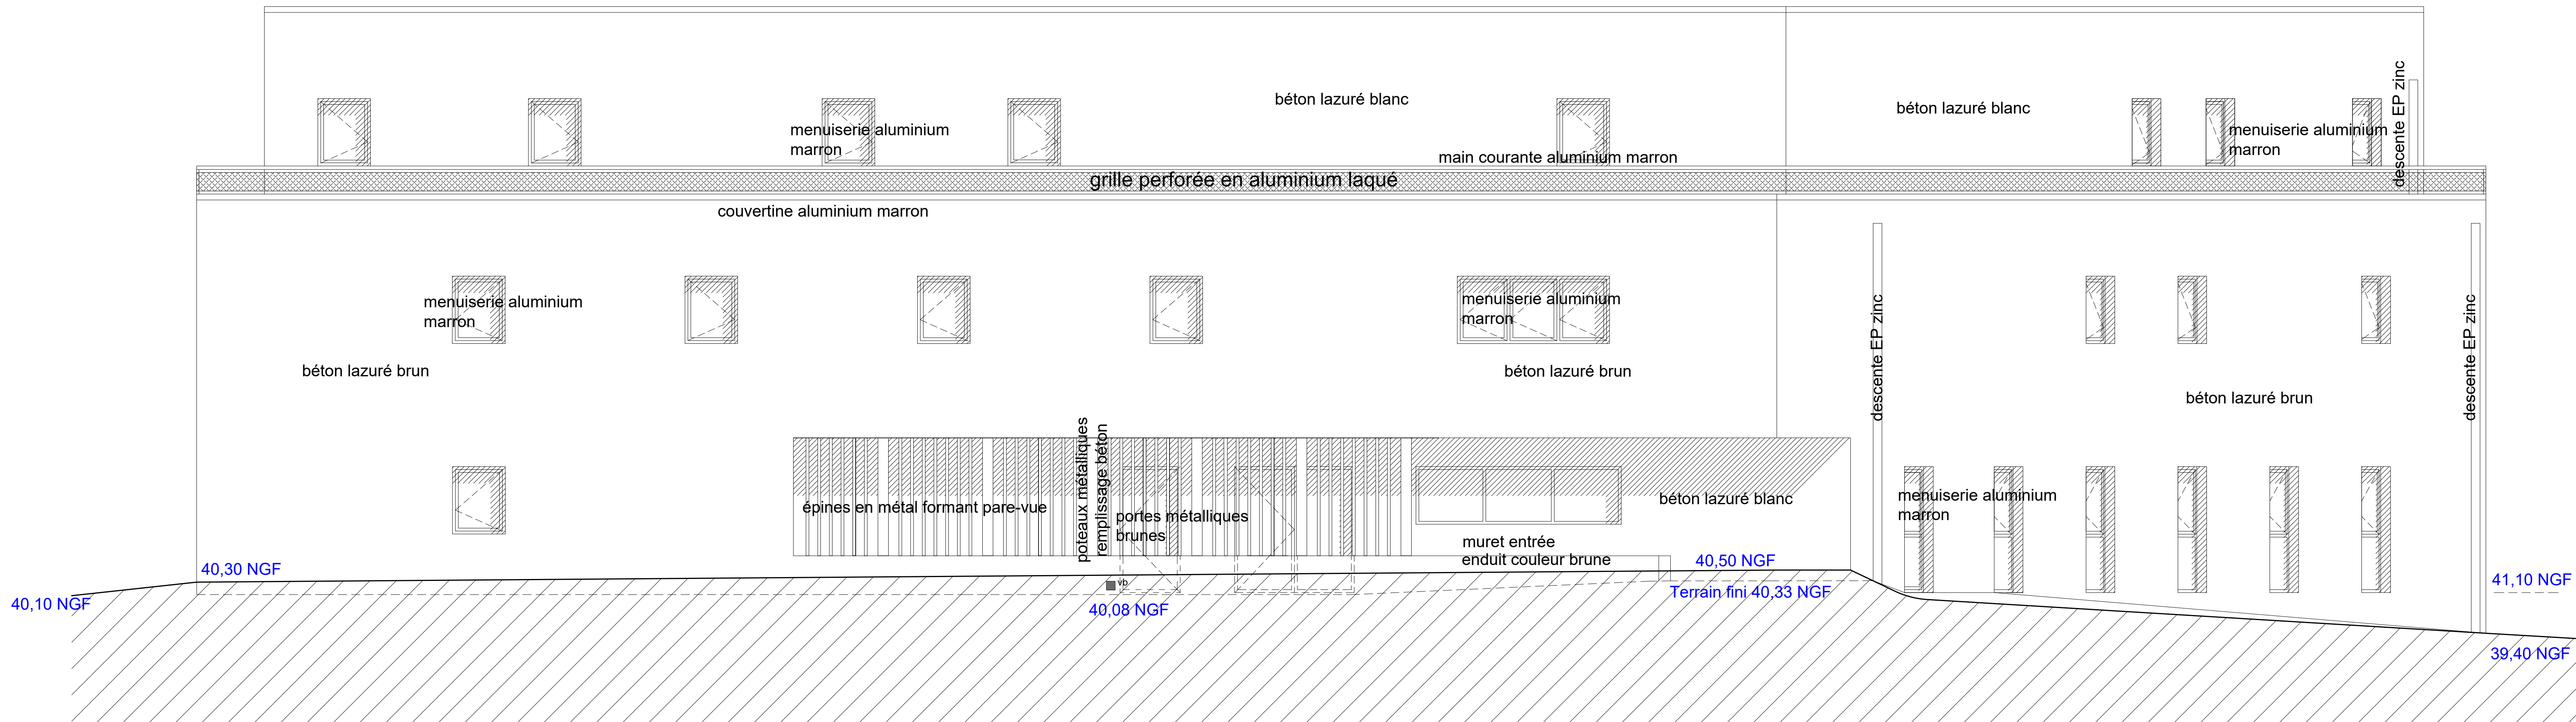 béton lazuré blanc
béton lazuré blanc
descente EP zinc
menuiserie aluminium
marron
menuiserie aluminium
marron
main courante aluminium marron
grille perforée en aluminium laqué
couvertine aluminium marron
menuiserie aluminium
marron
menuiserie aluminium
marron
descente EP zinc
descente EP zinc
béton lazuré brun
béton lazuré brun
béton lazuré brun
poteaux métalliques
remplissage béton
épines en métal formant pare-vue
portes métalliques
brunes
béton lazuré blanc
menuiserie aluminium
marron
muret entrée
enduit couleur brune
40,30 NGF
40,50 NGF
41,10 NGF
vb
40,10 NGF
40,08 NGF
Terrain fini 40,33 NGF
39,40 NGF